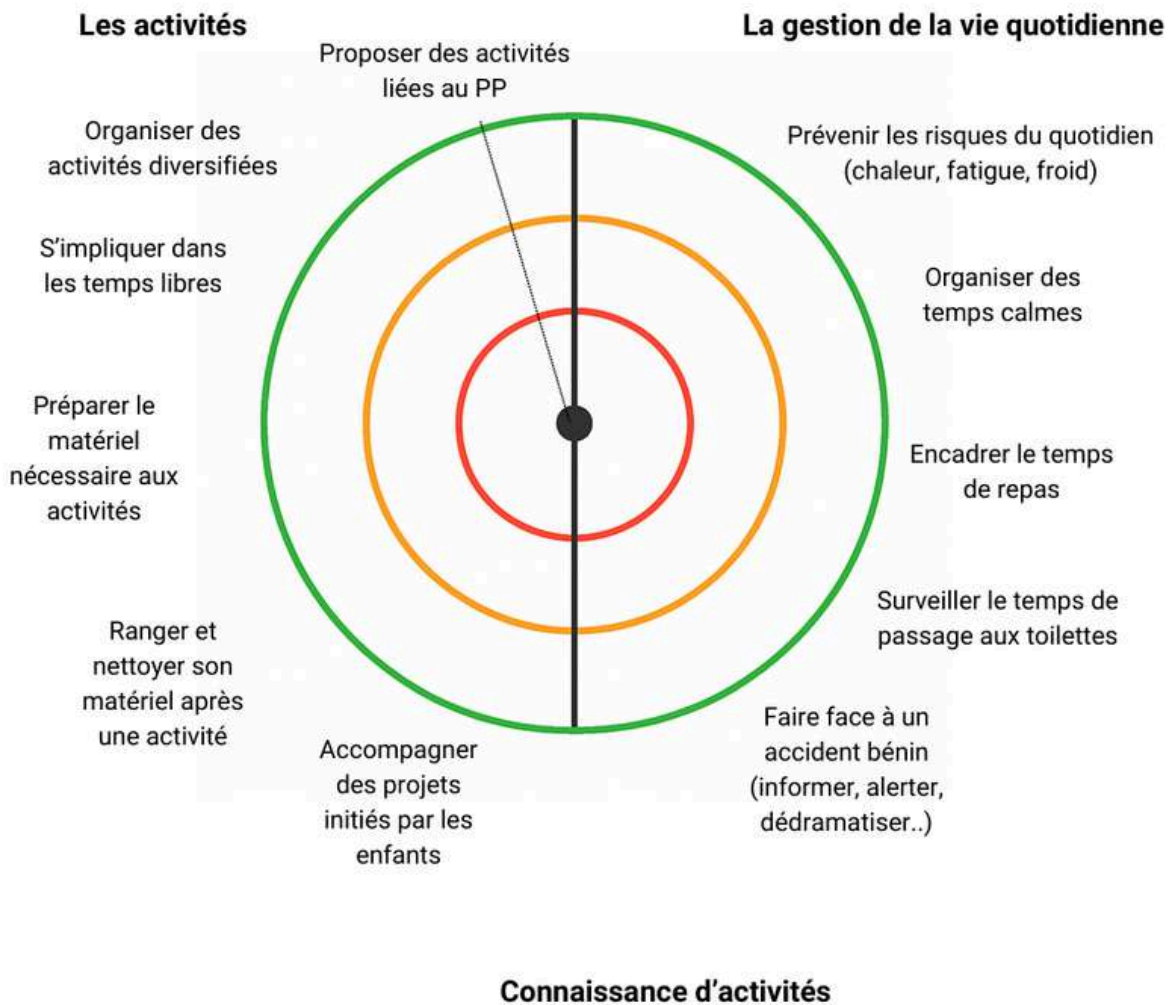 Les activités
La gestion de la vie quotidienne
Proposer des activités
liées au PP
Organiser des
activités diversifiées
S'impliquer dans
les temps libres
Préparer le
matériel
nécessaire aux
activités
Ranger et
nettoyer son
matériel après
une activité
Accompagner
des projets
initiés par les
enfants
Prévenir les risques du quotidien
(chaleur, fatigue, froid)
Organiser des
temps calmes
Encadrer le temps
de repas
Surveiller le temps de
passage aux toilettes
Faire face à un
accident bénin
(informer, alerter,
dédramatiser..)
Connaissance d'activités